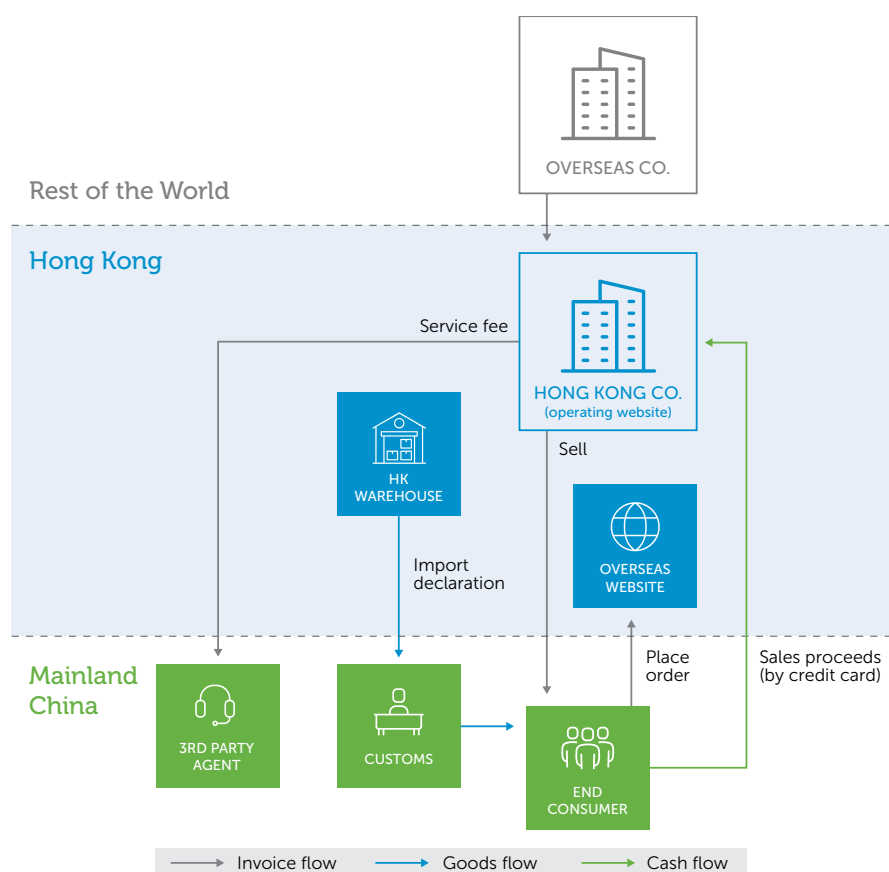 OVERSEAS CO.
Rest of the World
Hong Kong
Service fee
HONG KONG CO.
(operating website)
Sell
HK
WAREHOUSE
OVERSEAS
WEBSITE
Import
declaration
Mainland
China
Place
order
Sales proceeds
(by credit card)
3RD PARTY
AGENT
CUSTOMS
END
CONSUMER
Invoice flow
Goods flow
Cash flow